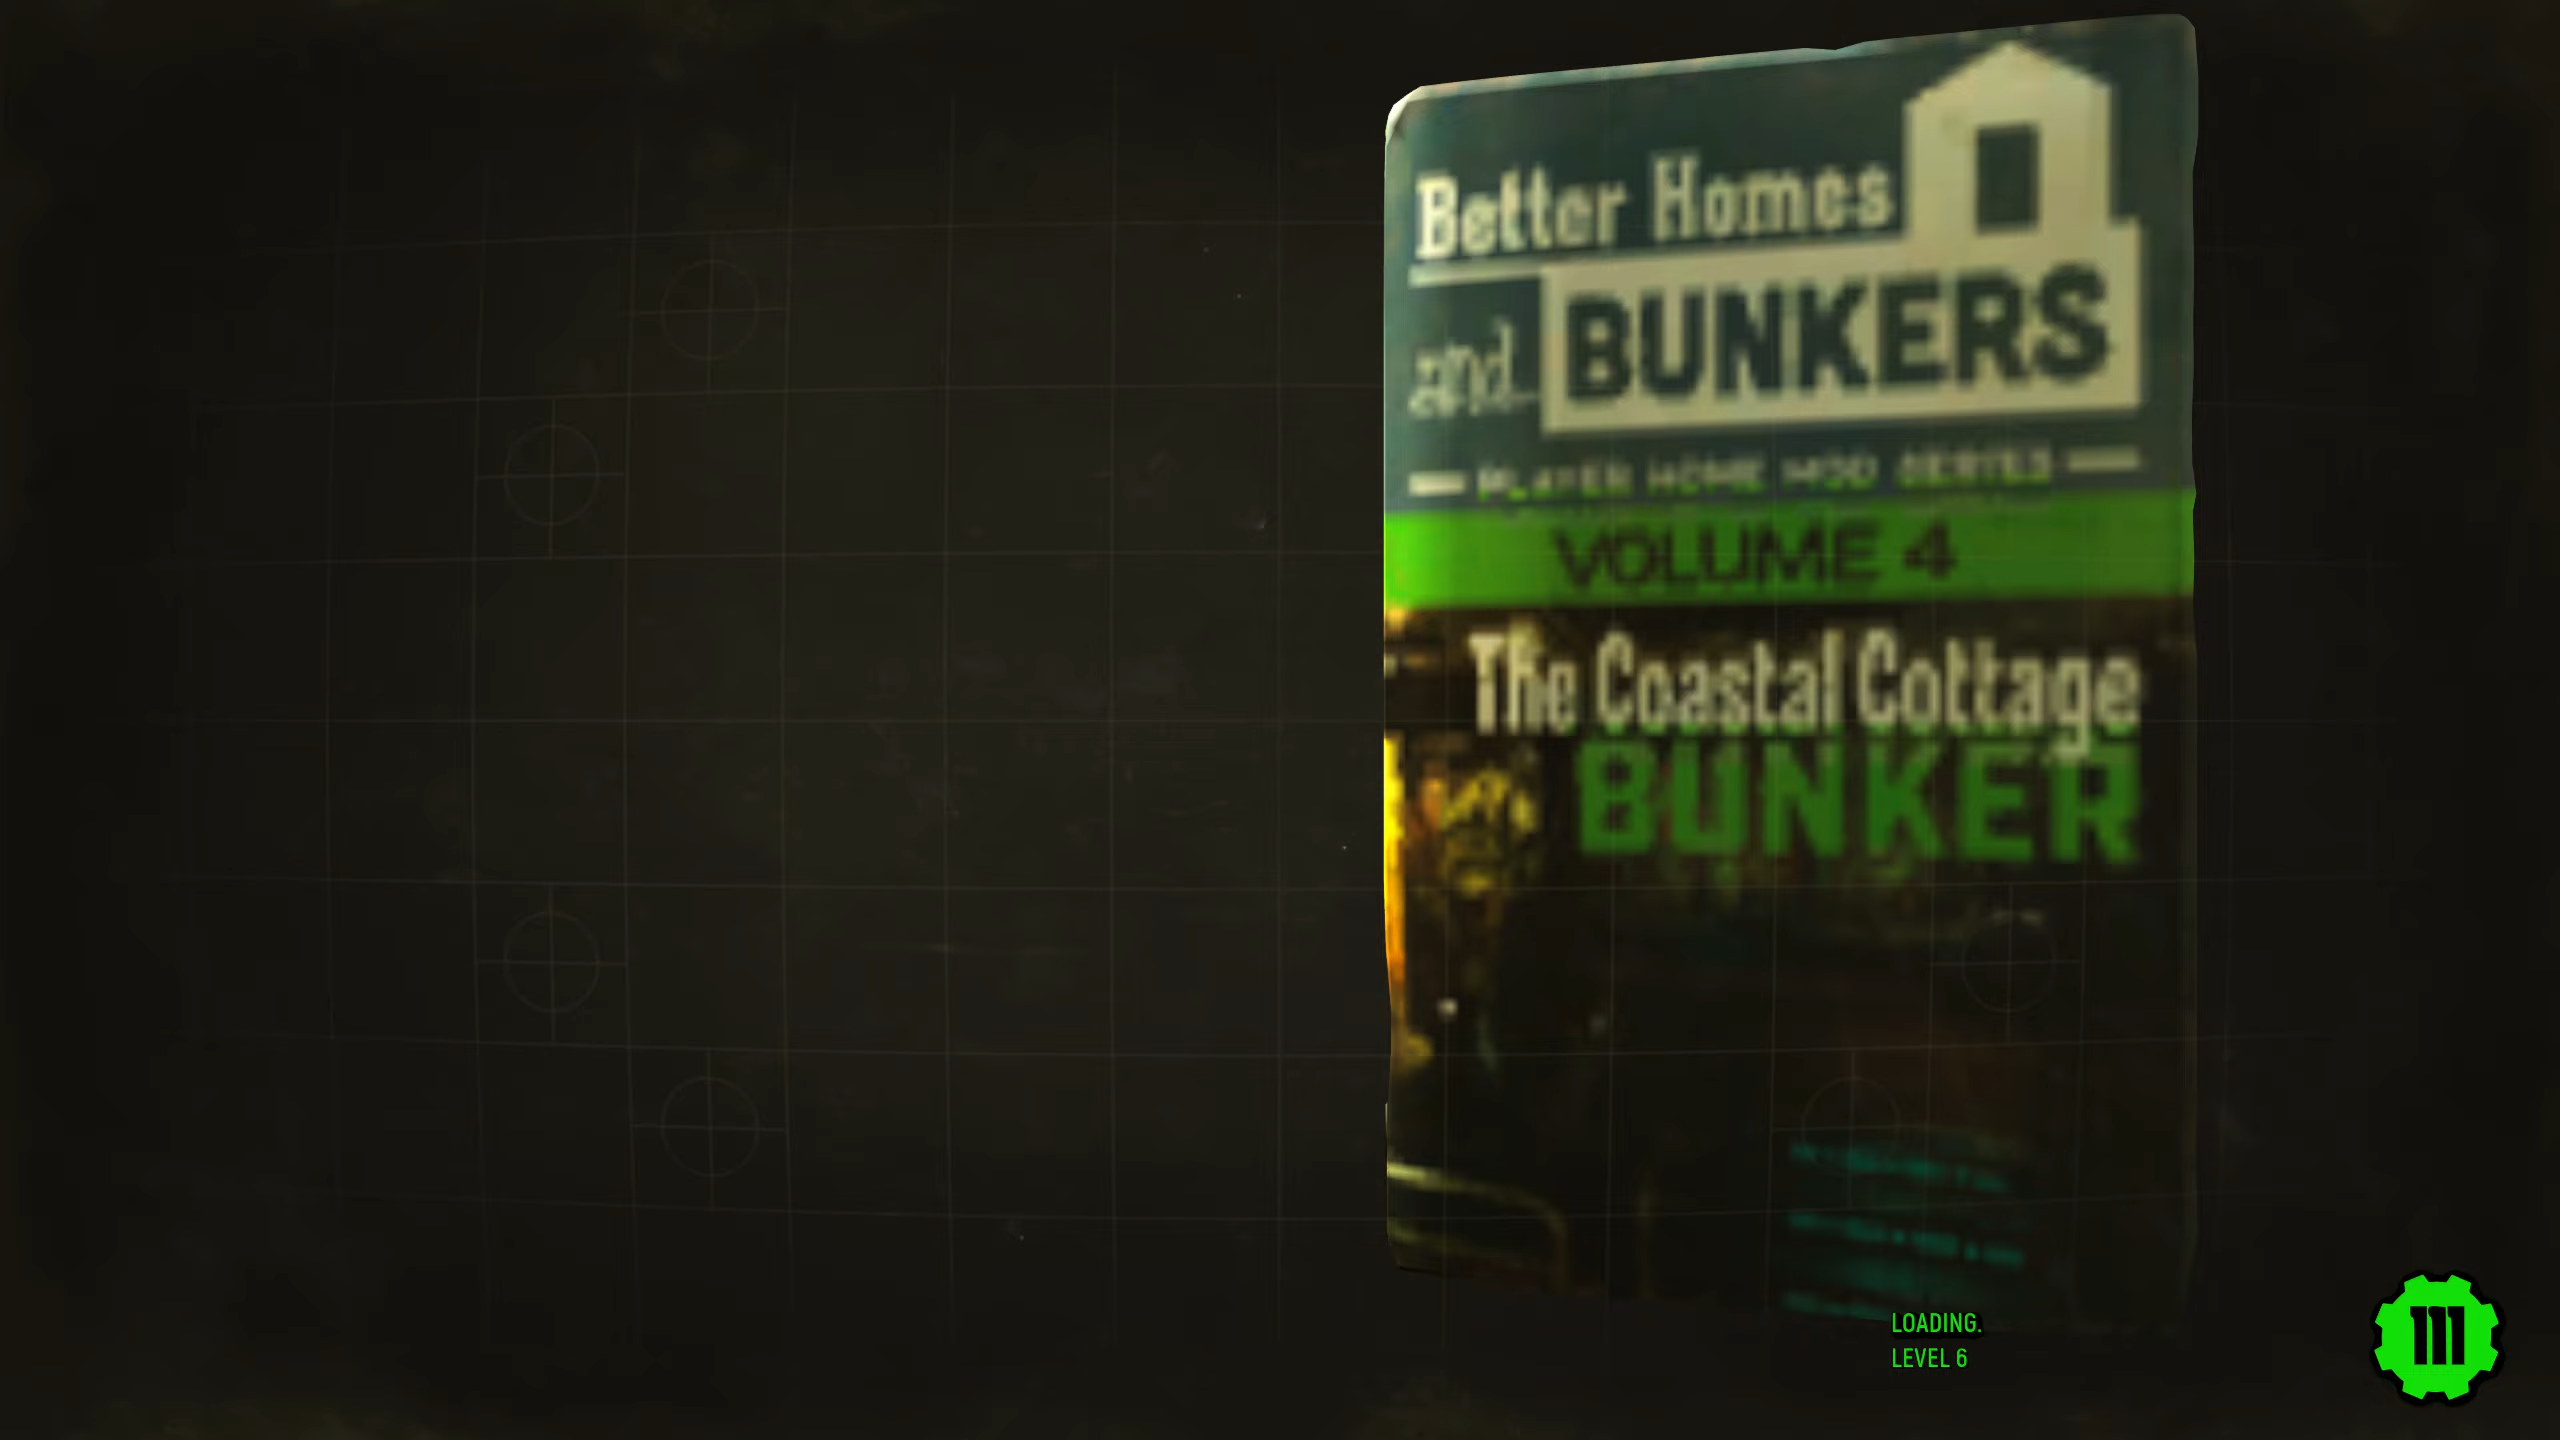 Better Homes
and BUNKERS
PLAYER HOME MOD SERIES
VOLUME 4
The Coastal Cottage
BUNKER
LOADING.
LEVEL 6
111